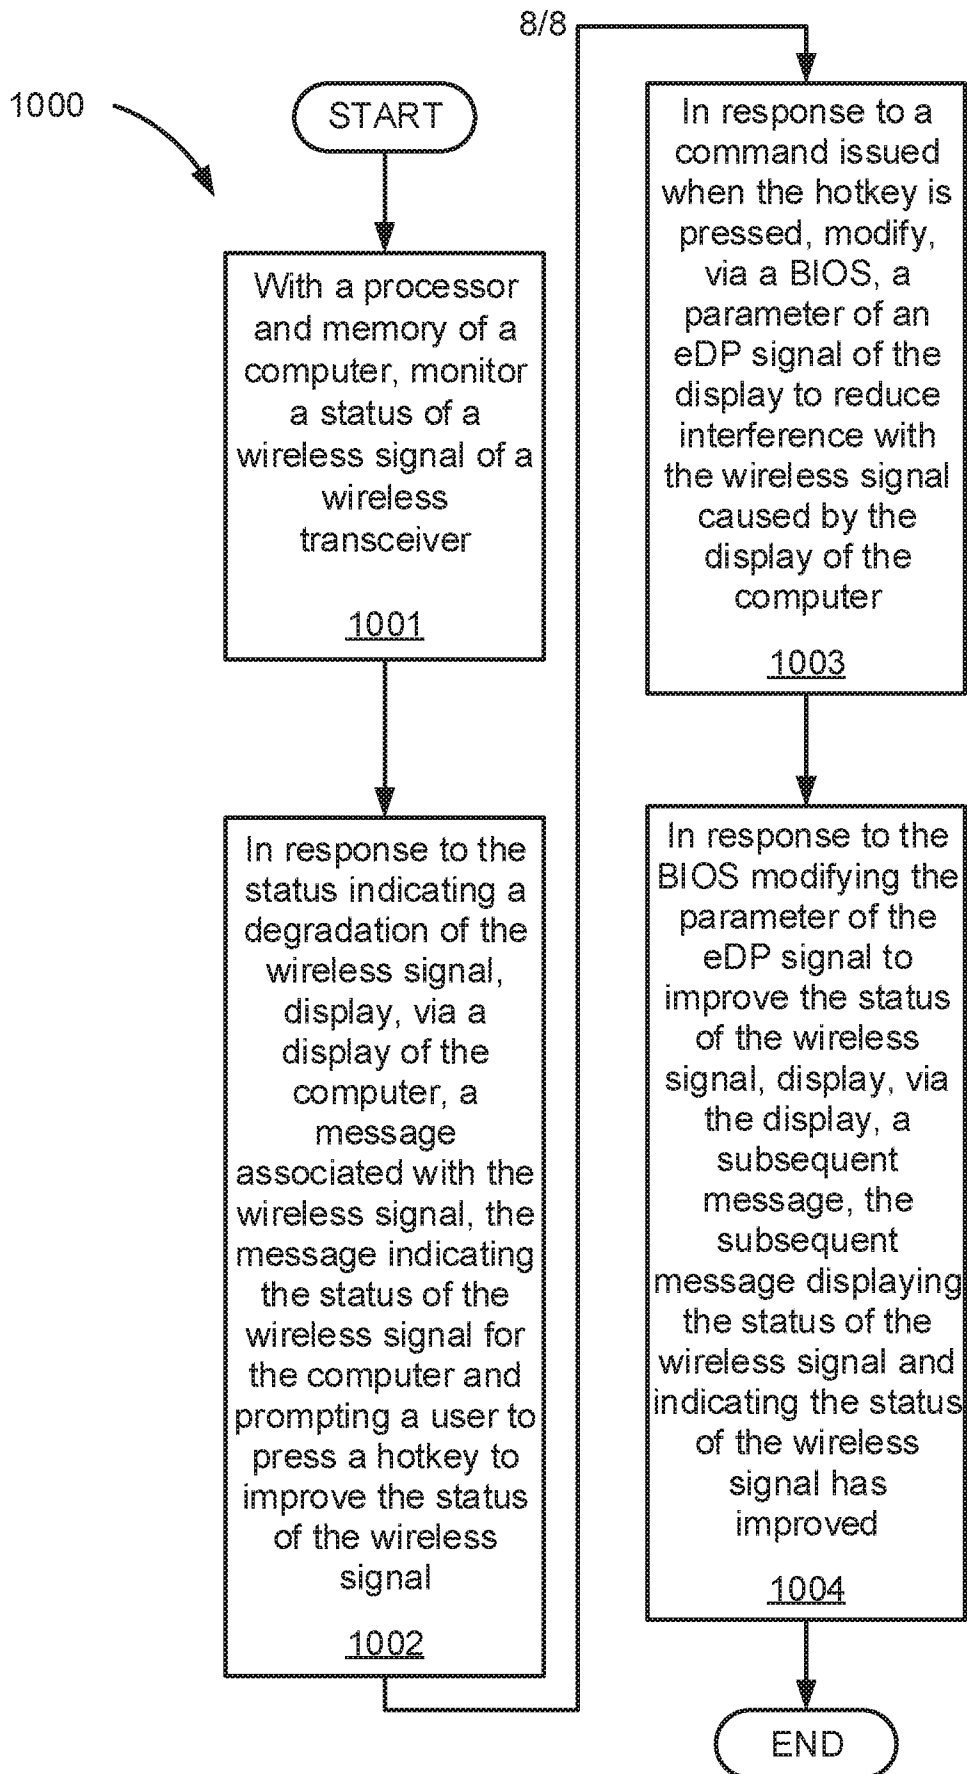 8/8
1000
START
With a processor
and memory of a
computer, monitor
a status of a
wireless signal of a
wireless
transceiver
1001
In response to the
status indicating a
degradation of the
wireless signal,
display, via a
display of the
computer, a
message
associated with the
wireless signal, the
message indicating
the status of the
wireless signal for
the computer and
prompting a user to
press a hotkey to
improve the status
of the wireless
signal
1002
In response to a
command issued
when the hotkey is
pressed, modify,
via a BIOS, a
parameter of an
eDP signal of the
display to reduce
interference with
the wireless signal
caused by the
display of the
computer
1003
In response to the
BIOS modifying the
parameter of the
eDP signal to
improve the status
of the wireless
signal, display, via
the display, a
subsequent
message, the
subsequent
message displaying
the status of the
wireless signal and
indicating the status
of the wireless
signal has
improved
1004
END